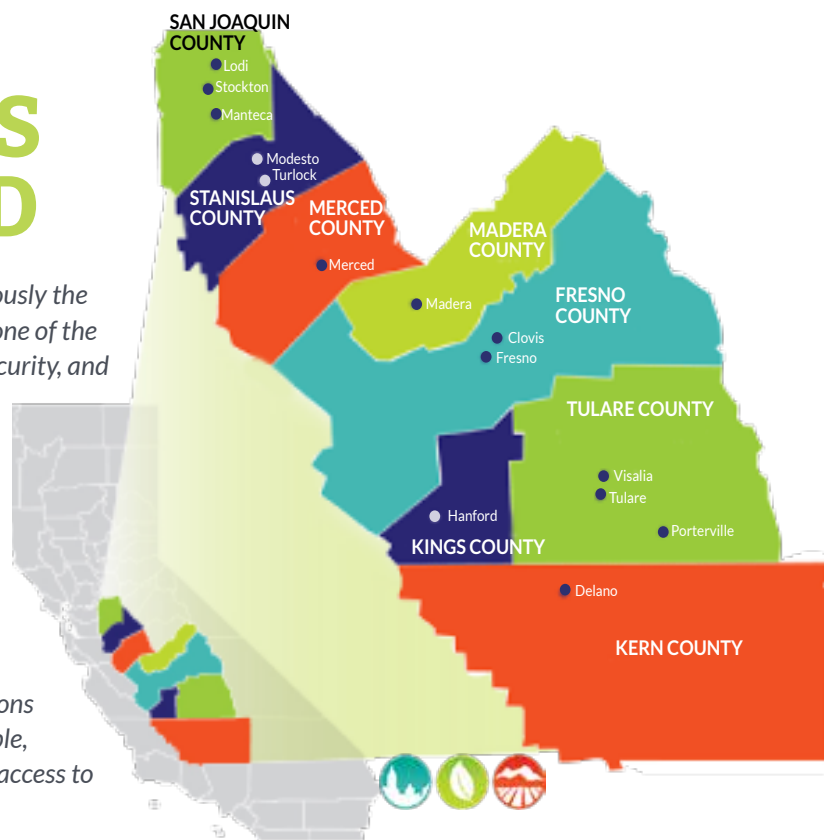 S
D
ously the
one of the
curity, and
ons
ple,
access to
SAN JOAQUIN
COUNTY
Lodi
Stockton
Manteca
Modesto
Turlock
STANISLAUS
COUNTY
MERCED
COUNTY
Merced
MADERA
COUNTY
Madera
FRESNO
COUNTY
Clovis
Fresno
TULARE COUNTY
Visalia
Tulare
Porterville
Hanford
KINGS COUNTY
Delano
KERN COUNTY